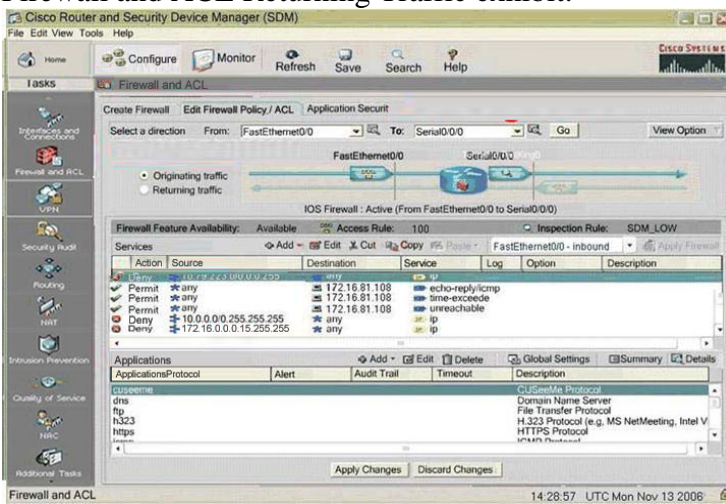 Firewall and ACL Returning Traffic exhibit.
Cisco Router and Security Device Manager (SDM)
File Edit View Tools Help
Home
Configure
Monitor
Refresh
Save
Search
Help
CISCO SYSTEMS
Tasks
Firewall and ACL
Interfaces and Connections
Firewall and ACL
VPN
Security Audit
Routing
NAT
Intrusion Prevention
Quality of Service
NAC
Additional Tasks
Create Firewall
Edit Firewall Policy / ACL
Application Securit
Select a direction From: FastEthernet0/0 To: Serial0/0/0 Go View Option
FastEthernet0/0 Serial0/0/0
Originating traffic
Returning traffic
IOS Firewall : Active (From FastEthernet0/0 to Serial0/0/0)
Firewall Feature Availability: Available Access Rule: 100 Inspection Rule: SDM_LOW
Services Add Edit Cut Copy Paste FastEthernet0/0 - inbound Apply Firewall
Action Source Destination Service Log Option Description
Deny any ip
Permit any 172.16.81.108 echo-reply/icmp
Permit any 172.16.81.108 time-exceede
Permit any 172.16.81.108 unreachable
Deny 10.0.0.0/0.255.255.255 any ip
Deny 172.16.0.0.0.15.255.255 any ip
Applications Add Edit Delete Global Settings Summary Details
ApplicationsProtocol Alert Audit Trail Timeout Description
cuseeme CUSeeMe Protocol
dns Domain Name Server
ftp File Transfer Protocol
h323 H.323 Protocol (e.g, MS NetMeeting, Intel V
https HTTPS Protocol
ICMP Protocol
Apply Changes Discard Changes
Firewall and ACL 14:28:57 UTC Mon Nov 13 2006